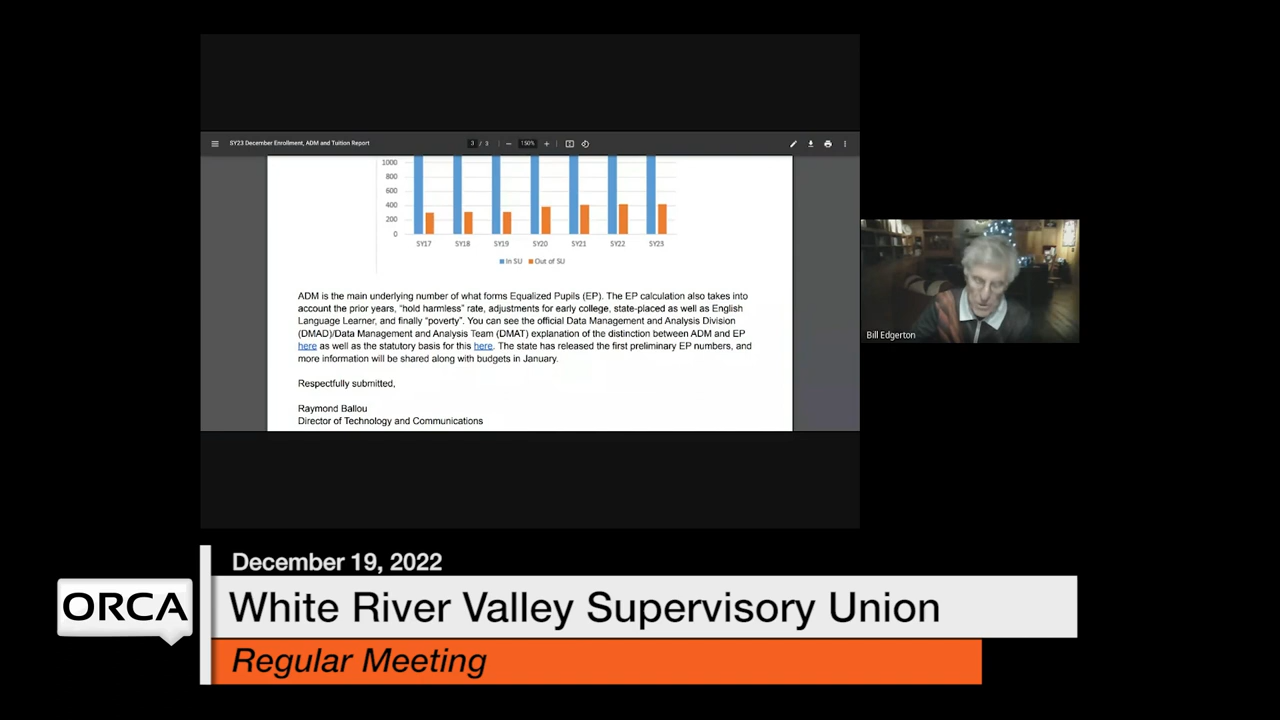 SY23 December Enrollment, ADM and Tuition Report
3 / 3
150%
1000
800
600
400
200
0
SY17 SY18 SY19 SY20 SY21 SY22 SY23
In SU Out of SU
ADM is the main underlying number of what forms Equalized Pupils (EP). The EP calculation also takes into
account the prior years, “hold harmless” rate, adjustments for early college, state-placed as well as English
Language Learner, and finally “poverty”. You can see the official Data Management and Analysis Division
(DMAD)/Data Management and Analysis Team (DMAT) explanation of the distinction between ADM and EP
here as well as the statutory basis for this here. The state has released the first preliminary EP numbers, and
more information will be shared along with budgets in January.
Respectfully submitted,
Raymond Ballou
Director of Technology and Communications
Bill Edgerton
December 19, 2022
ORCA
White River Valley Supervisory Union
Regular Meeting